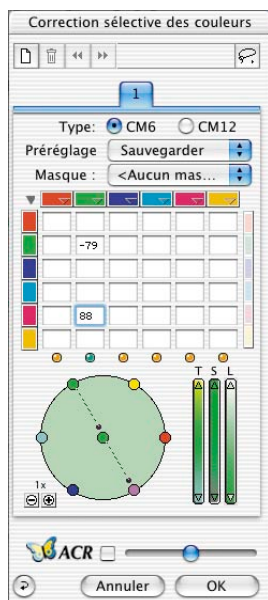 Correction sélective des couleurs
1
Type: CM6 CM12
Préréglage Sauvegarder
Masque : <Aucun mas...
-79
88
T S L
1x
ACR
Annuler OK